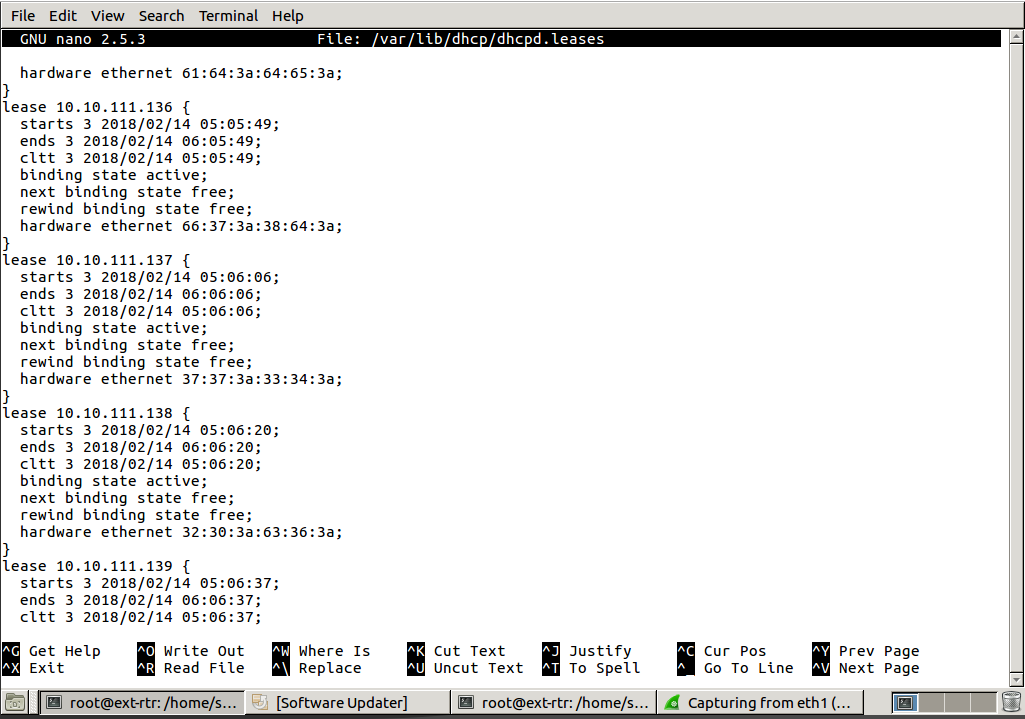 File Edit View Search Terminal Help
GNU nano 2.5.3 File: /var/lib/dhcp/dhcpd.leases
hardware ethernet 61:64:3a:64:65:3a;
}
lease 10.10.111.136 {
starts 3 2018/02/14 05:05:49;
ends 3 2018/02/14 06:05:49;
cltt 3 2018/02/14 05:05:49;
binding state active;
next binding state free;
rewind binding state free;
hardware ethernet 66:37:3a:38:64:3a;
}
lease 10.10.111.137 {
starts 3 2018/02/14 05:06:06;
ends 3 2018/02/14 06:06:06;
cltt 3 2018/02/14 05:06:06;
binding state active;
next binding state free;
rewind binding state free;
hardware ethernet 37:37:3a:33:34:3a;
}
lease 10.10.111.138 {
starts 3 2018/02/14 05:06:20;
ends 3 2018/02/14 06:06:20;
cltt 3 2018/02/14 05:06:20;
binding state active;
next binding state free;
rewind binding state free;
hardware ethernet 32:30:3a:63:36:3a;
}
lease 10.10.111.139 {
starts 3 2018/02/14 05:06:37;
ends 3 2018/02/14 06:06:37;
cltt 3 2018/02/14 05:06:37;
^G Get Help ^O Write Out ^W Where Is ^K Cut Text ^J Justify ^C Cur Pos ^Y Prev Page
^X Exit ^R Read File ^\ Replace ^U Uncut Text ^T To Spell ^_ Go To Line ^V Next Page
root@ext-rtr: /home/s... [Software Updater] root@ext-rtr: /home/s... Capturing from eth1 (...